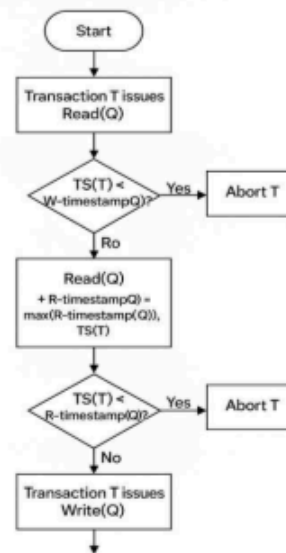 Start
Transaction T issues
Read(Q)
TS(T) <
W-timestampQ)?
Yes
Abort T
Ro
Read(Q)
+ R-timestampQ) =
max(R-timestamp(Q)),
TS(T)
TS(T) <
R-timestamp(Q)?
Yes
Abort T
No
Transaction T issues
Write(Q)